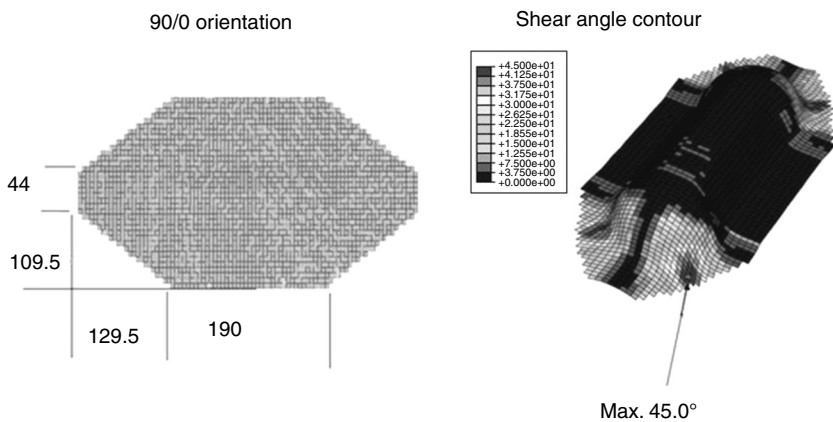 90/0 orientation
44
109.5
129.5
190
Shear angle contour
+4.500e+01
+4.125e+01
+3.750e+01
+3.175e+01
+3.000e+01
+2.625e+01
+2.250e+01
+1.855e+01
+1.500e+01
+1.255e+01
+7.500e+00
+3.750e+00
+0.000e+00
Max. 45.0°